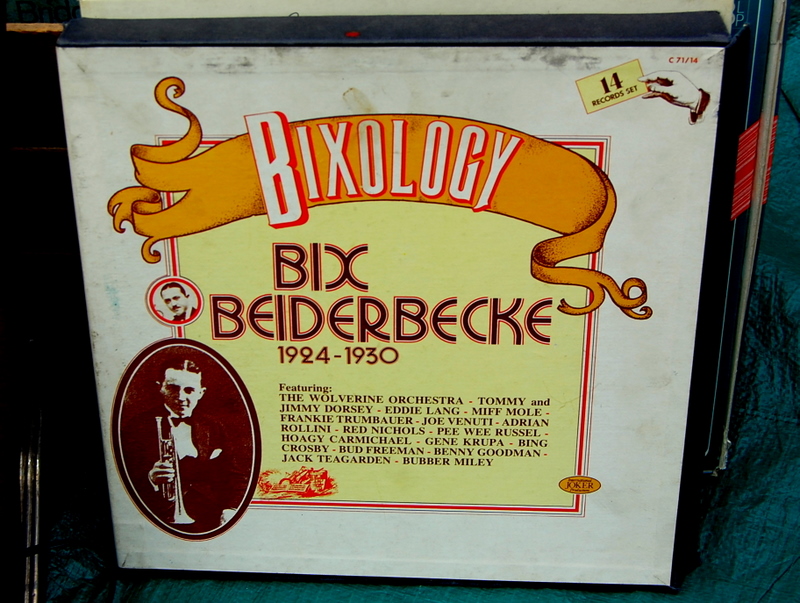 C 71/14
14
RECORDS SET
BIXOLOGY
BIX
BEIDERBECKE
1924-1930
Featuring:
THE WOLVERINE ORCHESTRA - TOMMY and
JIMMY DORSEY - EDDIE LANG - MIFF MOLE -
FRANKIE TRUMBAUER - JOE VENUTI - ADRIAN
ROLLINI - RED NICHOLS - PEE WEE RUSSEL -
HOAGY CARMICHAEL - GENE KRUPA - BING
CROSBY - BUD FREEMAN - BENNY GOODMAN -
JACK TEAGARDEN - BUBBER MILEY
JOKER